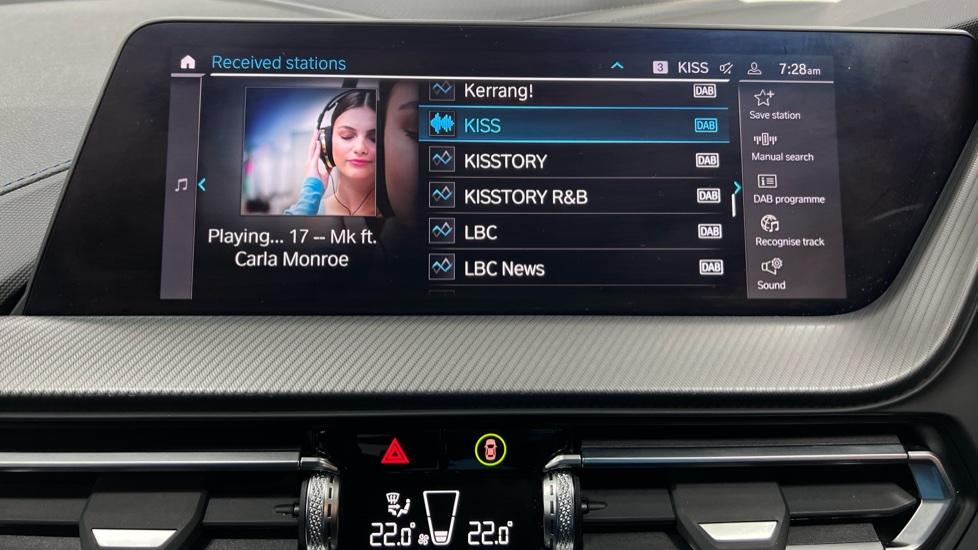 Received stations
3 KISS 7:28am
Kerrang! DAB
KISS DAB
KISSTORY DAB
KISSTORY R&B DAB
LBC DAB
LBC News DAB
Playing... 17 -- Mk ft.
Carla Monroe
Save station
Manual search
DAB programme
Recognise track
Sound
22.0° 22.0°